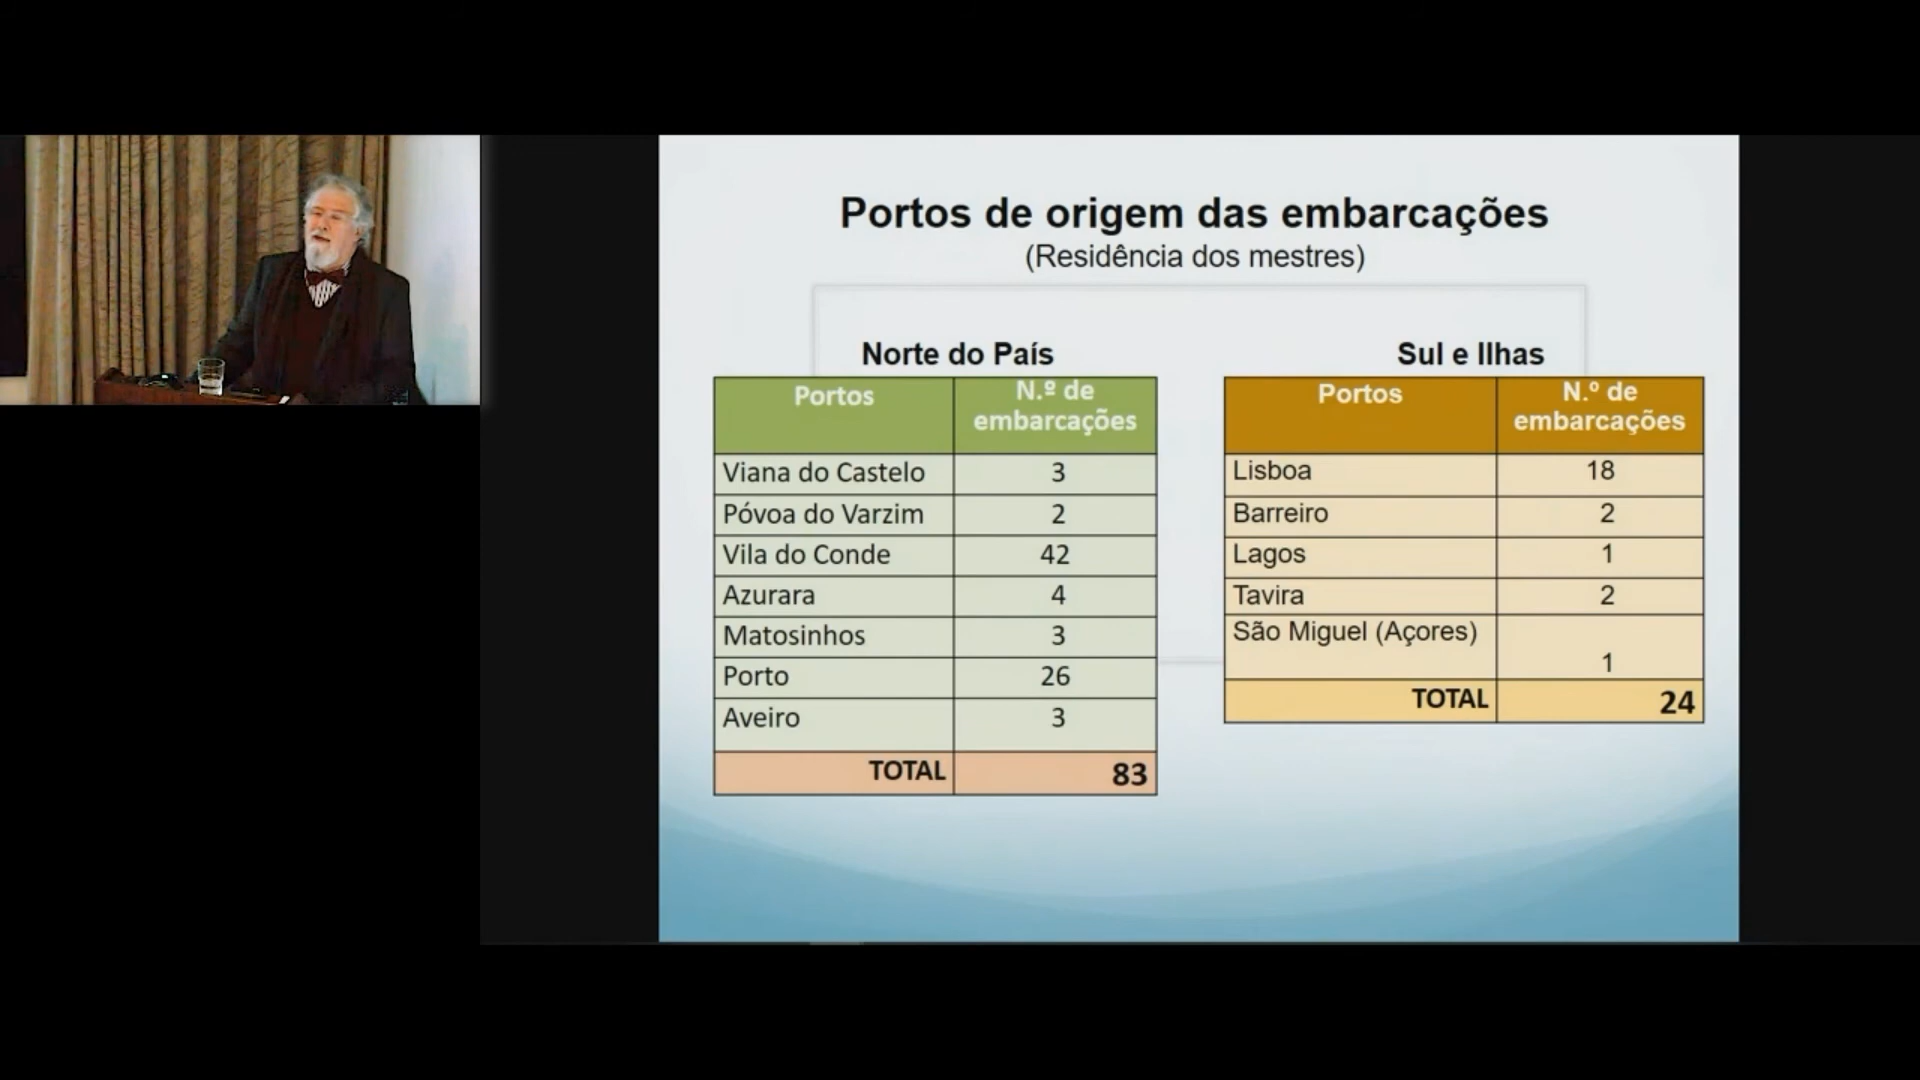 Portos de origem das embarcações
(Residência dos mestres)
Norte do País
Portos N.º de
embarcações
Viana do Castelo 3
Póvoa do Varzim 2
Vila do Conde 42
Azurara 4
Matosinhos 3
Porto 26
Aveiro 3
TOTAL 83
Sul e Ilhas
Portos N.º de
embarcações
Lisboa 18
Barreiro 2
Lagos 1
Tavira 2
São Miguel (Açores)
1
TOTAL 24